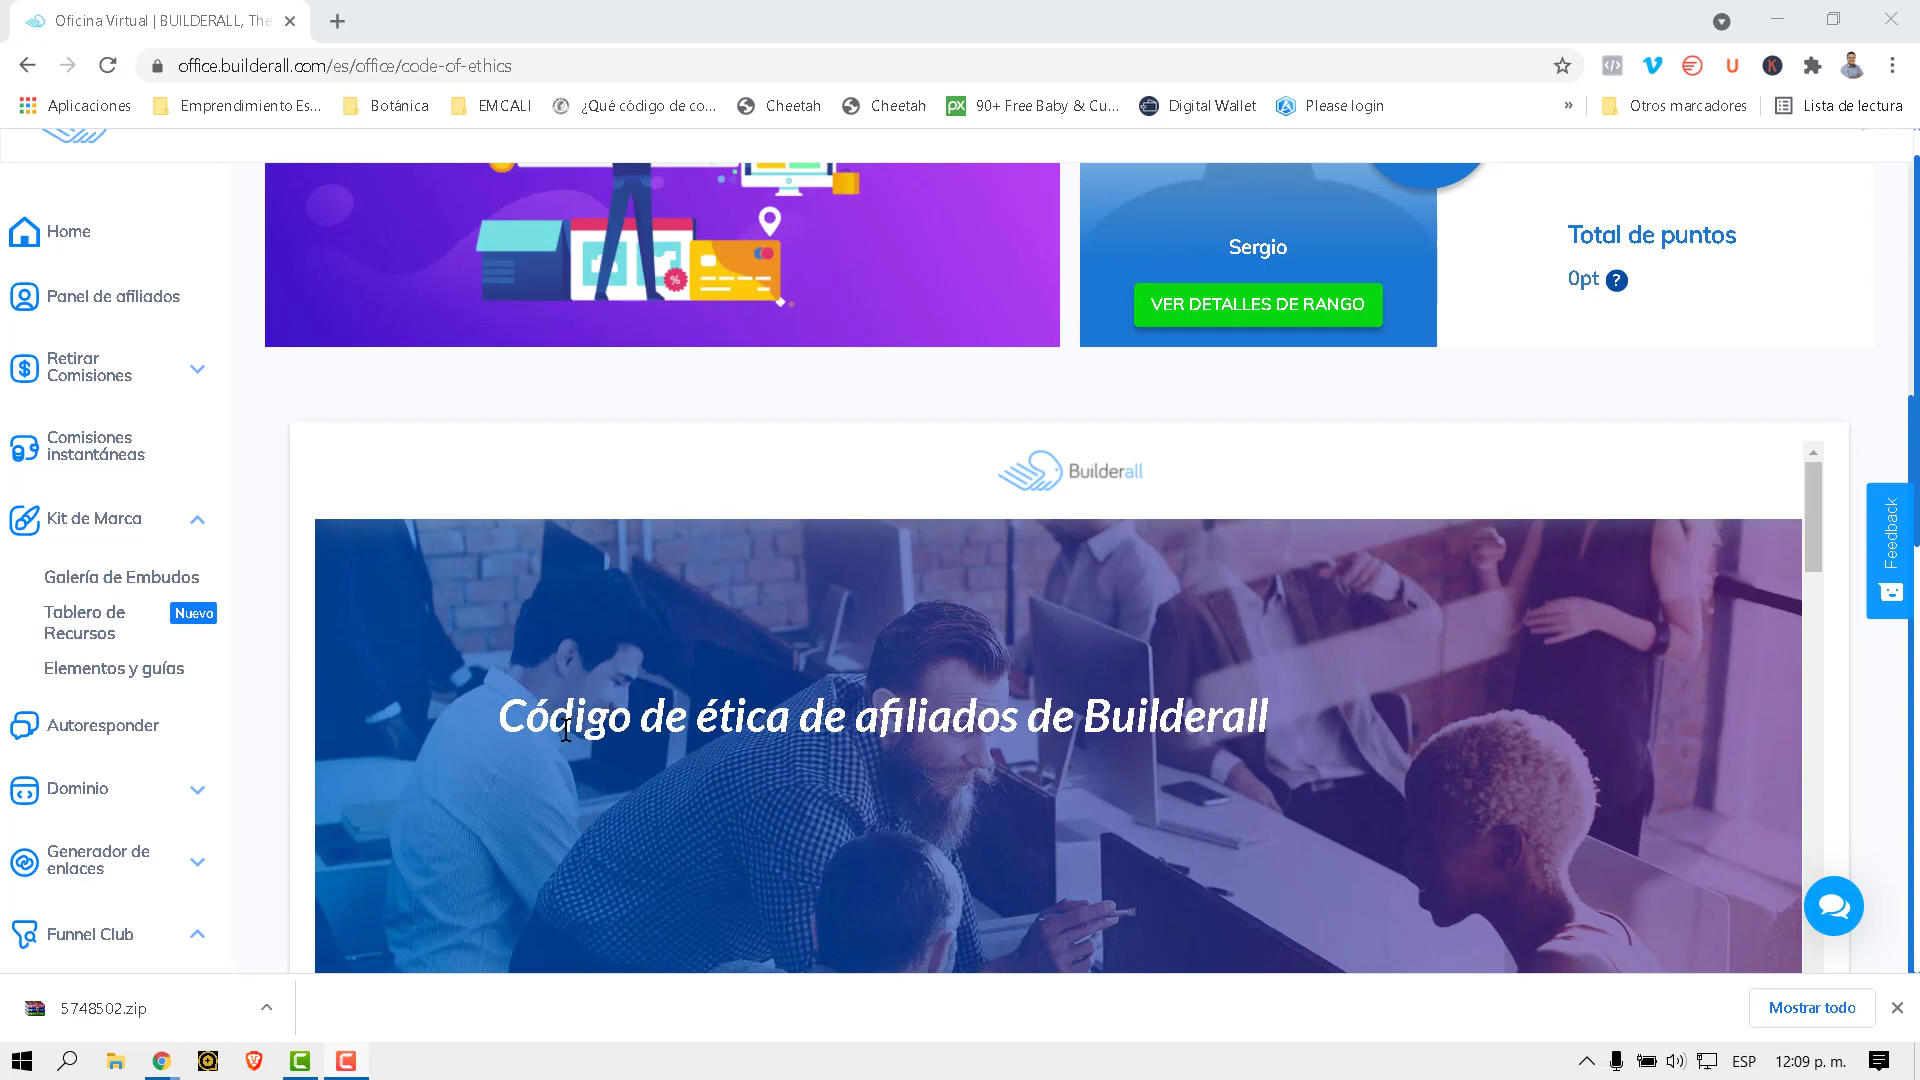 Oficina Virtual | BUILDERALL, The
office.builderall.com/es/office/code-of-ethics
Aplicaciones
Emprendimiento Es...
Botánica
EMCALI
¿Qué código de co...
Cheetah
Cheetah
90+ Free Baby & Cu...
Digital Wallet
Please login
»
Otros marcadores
Lista de lectura
Home
Panel de afiliados
Retirar
Comisiones
Comisiones
instantáneas
Kit de Marca
Galería de Embudos
Tablero de
Recursos
Nuevo
Elementos y guías
Autoresponder
Dominio
Generador de
enlaces
Funnel Club
Sergio
VER DETALLES DE RANGO
Total de puntos
0pt ?
Builderall
Código de ética de afiliados de Builderall
Feedback
5748502.zip
Mostrar todo
ESP
12:09 p. m.